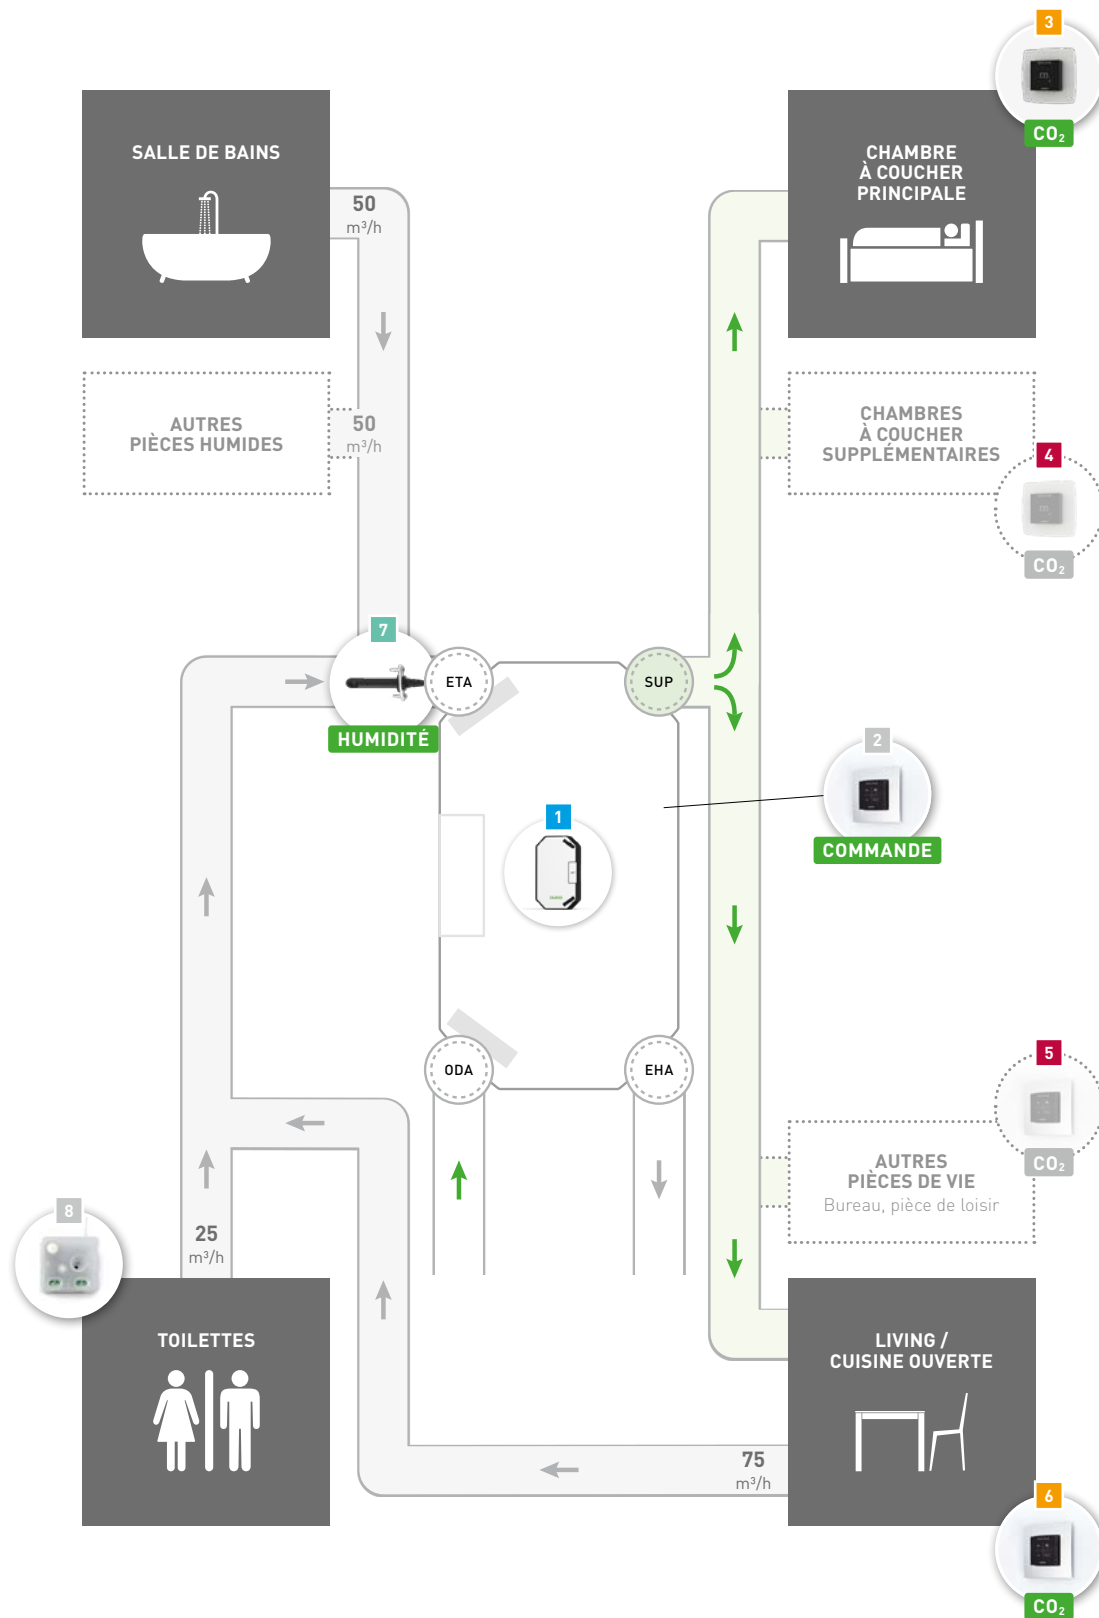 3
CO₂
SALLE DE BAINS
50
m³/h
CHAMBRE
À COUCHER
PRINCIPALE
AUTRES
PIÈCES HUMIDES
50
m³/h
CHAMBRES
À COUCHER
SUPPLÉMENTAIRES
4
CO₂
7
HUMIDITÉ
ETA
SUP
2
COMMANDE
1
ODA
EHA
5
CO₂
AUTRES
PIÈCES DE VIE
Bureau, pièce de loisir
8
25
m³/h
TOILETTES
LIVING /
CUISINE OUVERTE
75
m³/h
6
CO₂